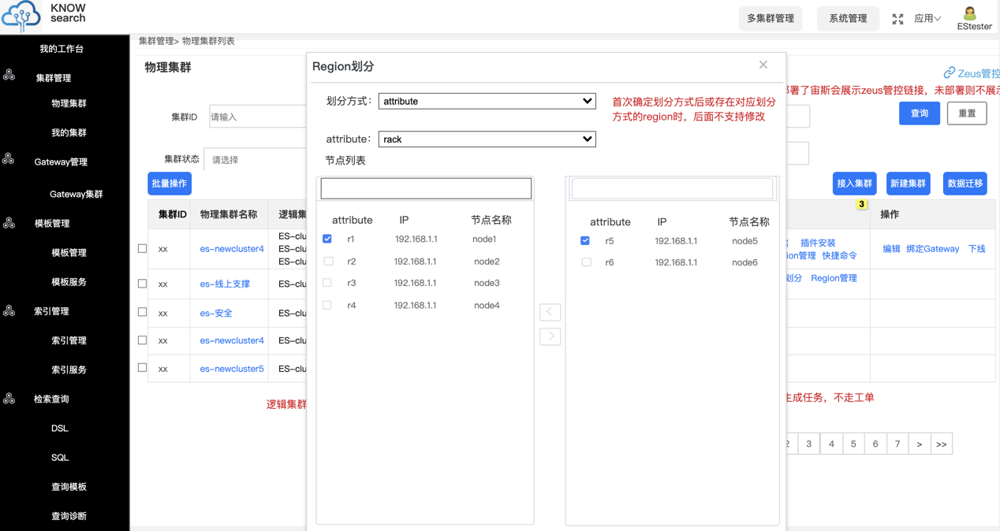 KNOW
search
多集群管理
系统管理
应用
EStester
我的工作台
集群管理
物理集群
我的集群
Gateway管理
Gateway集群
模板管理
模板管理
模板服务
索引管理
索引管理
索引服务
检索查询
DSL
SQL
查询模板
查询诊断
集群管理> 物理集群列表
物理集群
Zeus管控
部署了宙斯会展示zeus管控链接，未部署则不展示
集群ID
请输入
查询
重置
集群状态
请选择
批量操作
接入集群
新建集群
数据迁移
3
集群ID 物理集群名称 逻辑集 操作
xx es-newcluster4 ES-clu
ES-clu
ES-clu
插件安装
ion管理 快捷命令
编辑 绑定Gateway 下线
xx es-线上支撑 ES-clu 划分 Region管理
xx es-安全 ES-clu
xx es-newcluster4 ES-clu
xx es-newcluster5 ES-clu
逻辑集群
生成任务，不走工单
2 3 4 5 6 7 > >>
Region划分
划分方式： attribute
首次确定划分方式后或存在对应划分
方式的region时，后面不支持修改
attribute： rack
节点列表
attribute IP 节点名称
r1 192.168.1.1 node1
r2 192.168.1.1 node2
r3 192.168.1.1 node3
r4 192.168.1.1 node4
attribute IP 节点名称
r5 192.168.1.1 node5
r6 192.168.1.1 node6